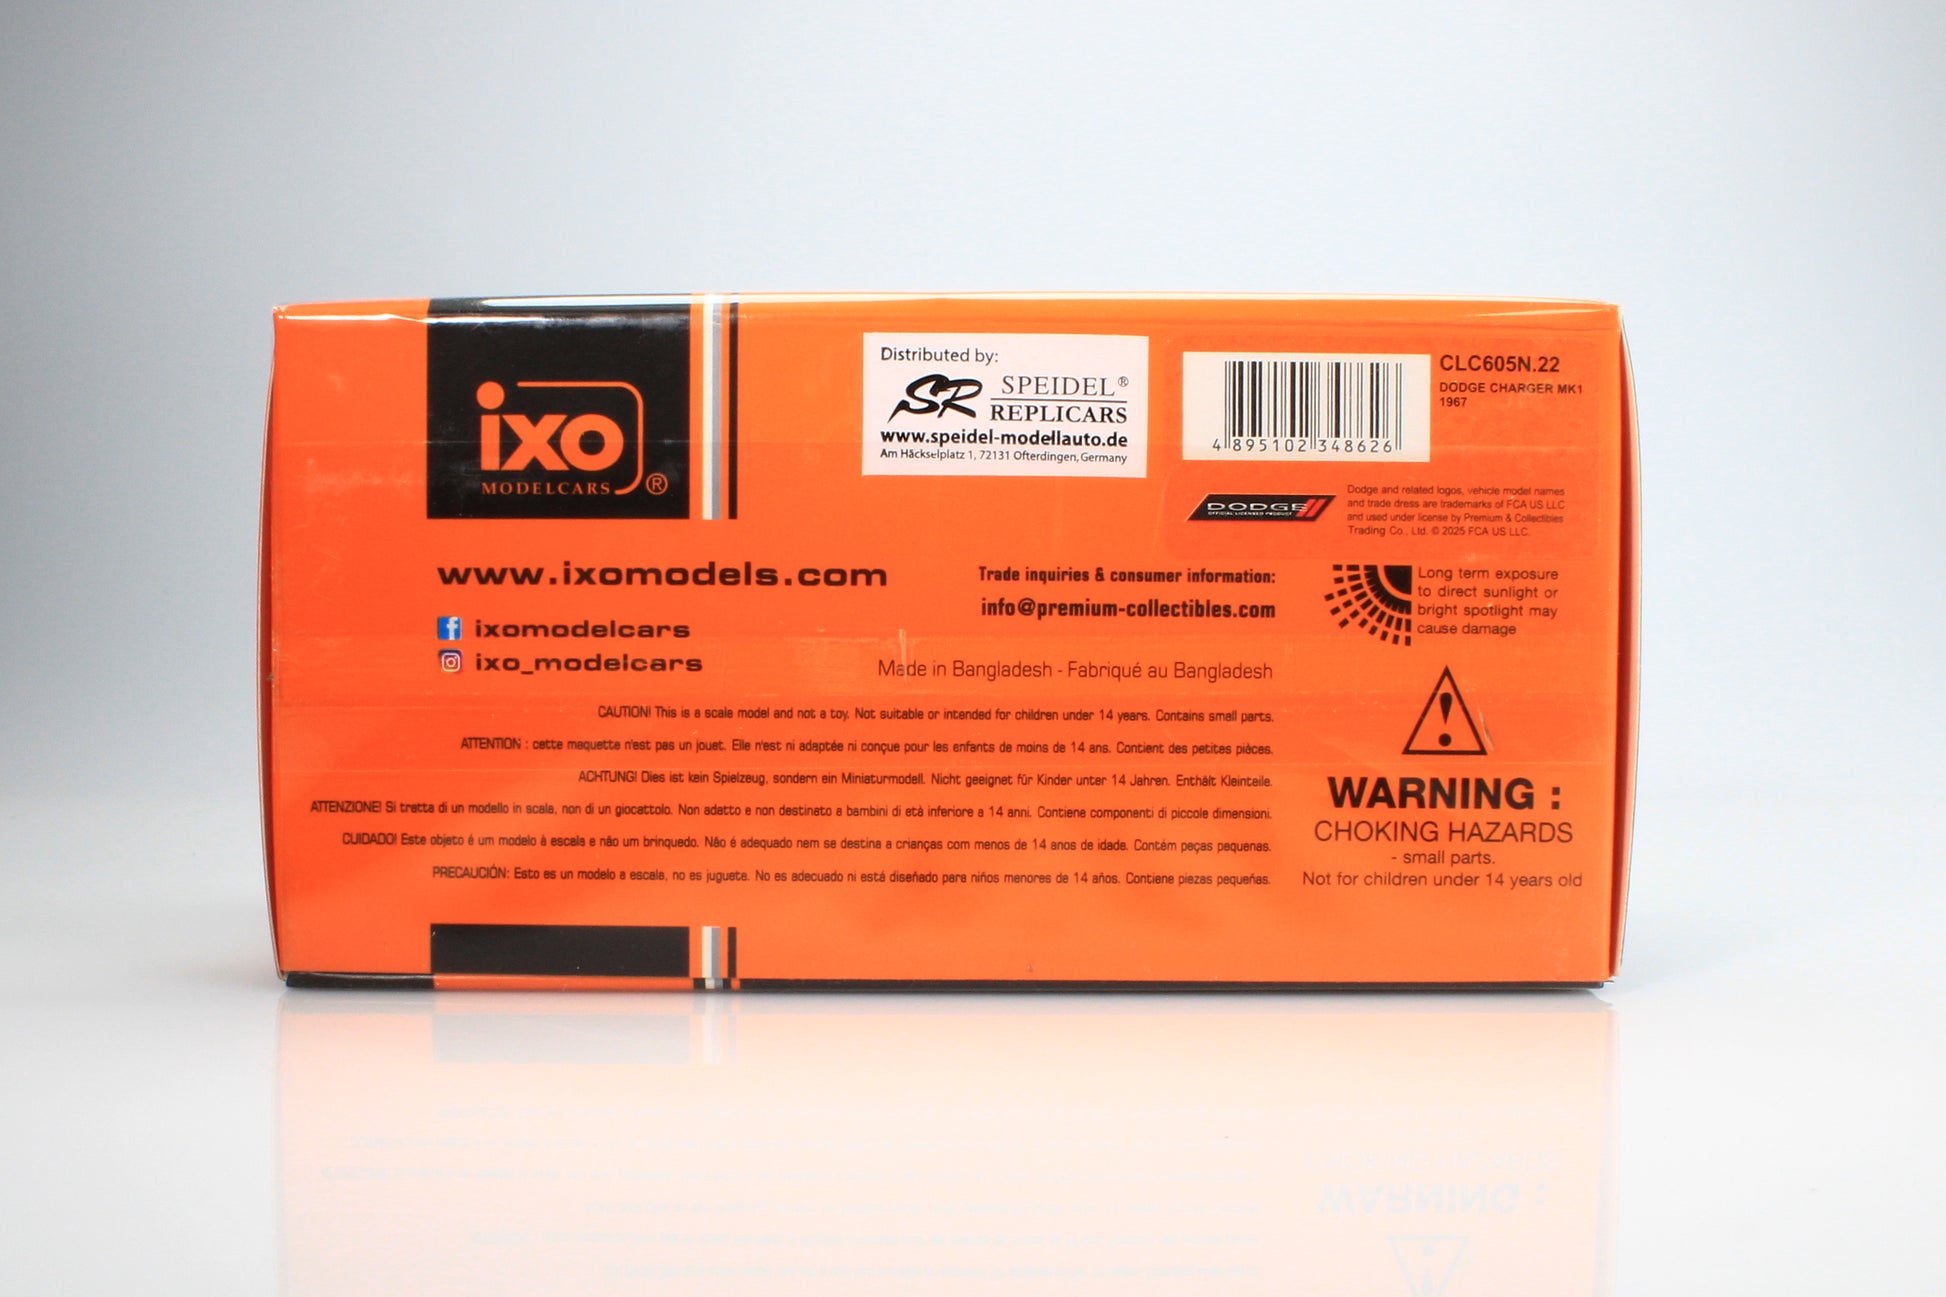 ixo
MODELCARS ®
Distributed by:
SR SPEIDEL®
REPLICARS
www.speidel-modellauto.de
Am Häckselplatz 1, 72131 Ofterdingen, Germany
4 895102 348626
CLC605N.22
DODGE CHARGER MK1
1967
DODGE
OFFICIAL LICENSED PRODUCT
Dodge and related logos, vehicle model names
and trade dress are trademarks of FCA US LLC
and used under license by Premium & Collectibles
Trading Co., Ltd. © 2025 FCA US LLC.
www.ixomodels.com
ixomodelcars
ixo_modelcars
Trade inquiries & consumer information:
info@premium-collectibles.com
Long term exposure
to direct sunlight or
bright spotlight may
cause damage
Made in Bangladesh - Fabriqué au Bangladesh
CAUTION! This is a scale model and not a toy. Not suitable or intended for children under 14 years. Contains small parts.
ATTENTION : cette maquette n'est pas un jouet. Elle n'est ni adaptée ni conçue pour les enfants de moins de 14 ans. Contient des petites pièces.
ACHTUNG! Dies ist kein Spielzeug, sondern ein Miniaturmodell. Nicht geeignet für Kinder unter 14 Jahren. Enthält Kleinteile.
ATTENZIONE! Si tratta di un modello in scala, non di un giocattolo. Non adatto e non destinato a bambini di età inferiore a 14 anni. Contiene componenti di piccole dimensioni.
CUIDADO! Este objeto é um modelo à escala e não um brinquedo. Não é adequado nem se destina a crianças com menos de 14 anos de idade. Contém peças pequenas.
PRECAUCIÓN: Esto es un modelo a escala, no es juguete. No es adecuado ni está diseñado para niños menores de 14 años. Contiene piezas pequeñas.
WARNING :
CHOKING HAZARDS
- small parts.
Not for children under 14 years old